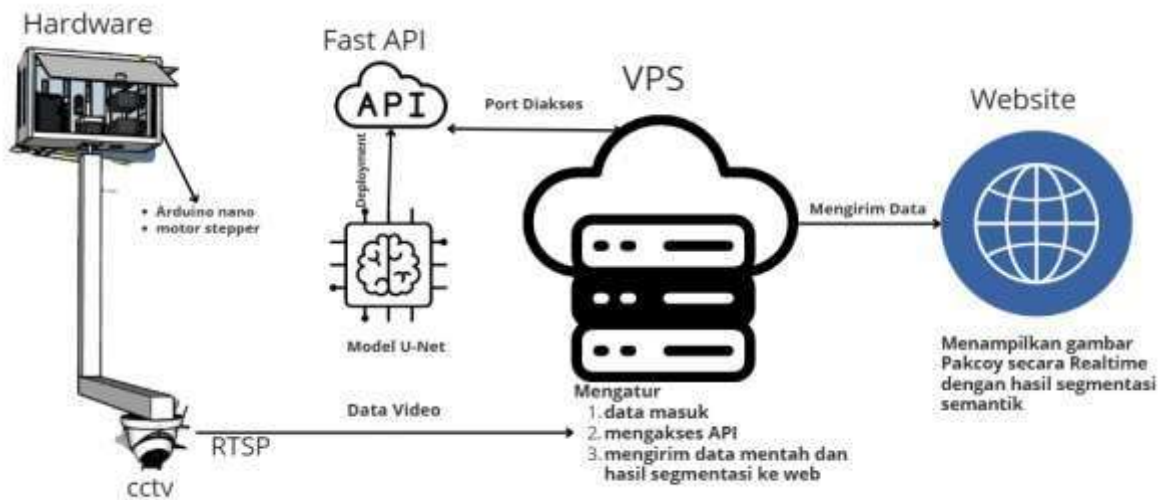 Hardware
• Arduino nano
• motor stepper
RTSP
cctv
Data Video
Fast API
API
Deployment
Model U-Net
Port Diakses
VPS
Mengatur
1. data masuk
2. mengakses API
3. mengirim data mentah dan
hasil segmentasi ke web
Mengirim Data
Website
Menampilkan gambar
Pakcoy secara Realtime
dengan hasil segmentasi
semantik